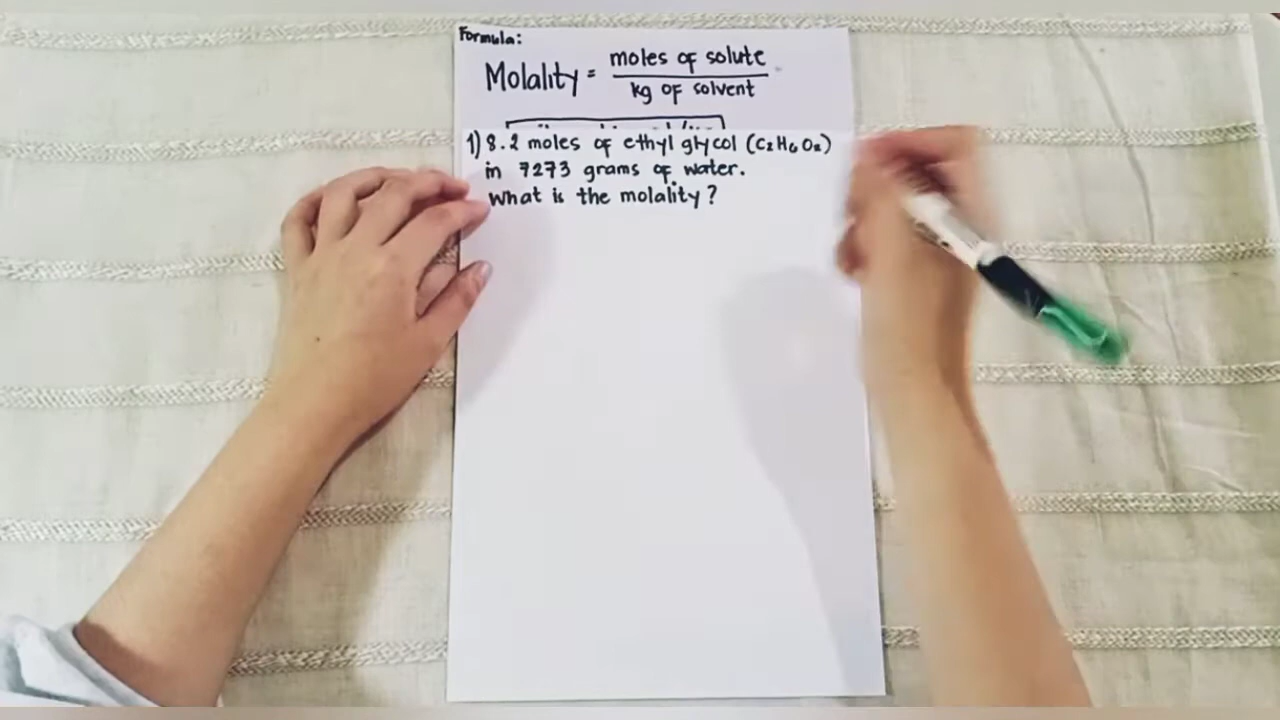 Formula:
Molality = moles of solute
kg of solvent
1) 8.2 moles of ethyl glycol (C₂H₆O₂)
in 7273 grams of water.
What is the molality?